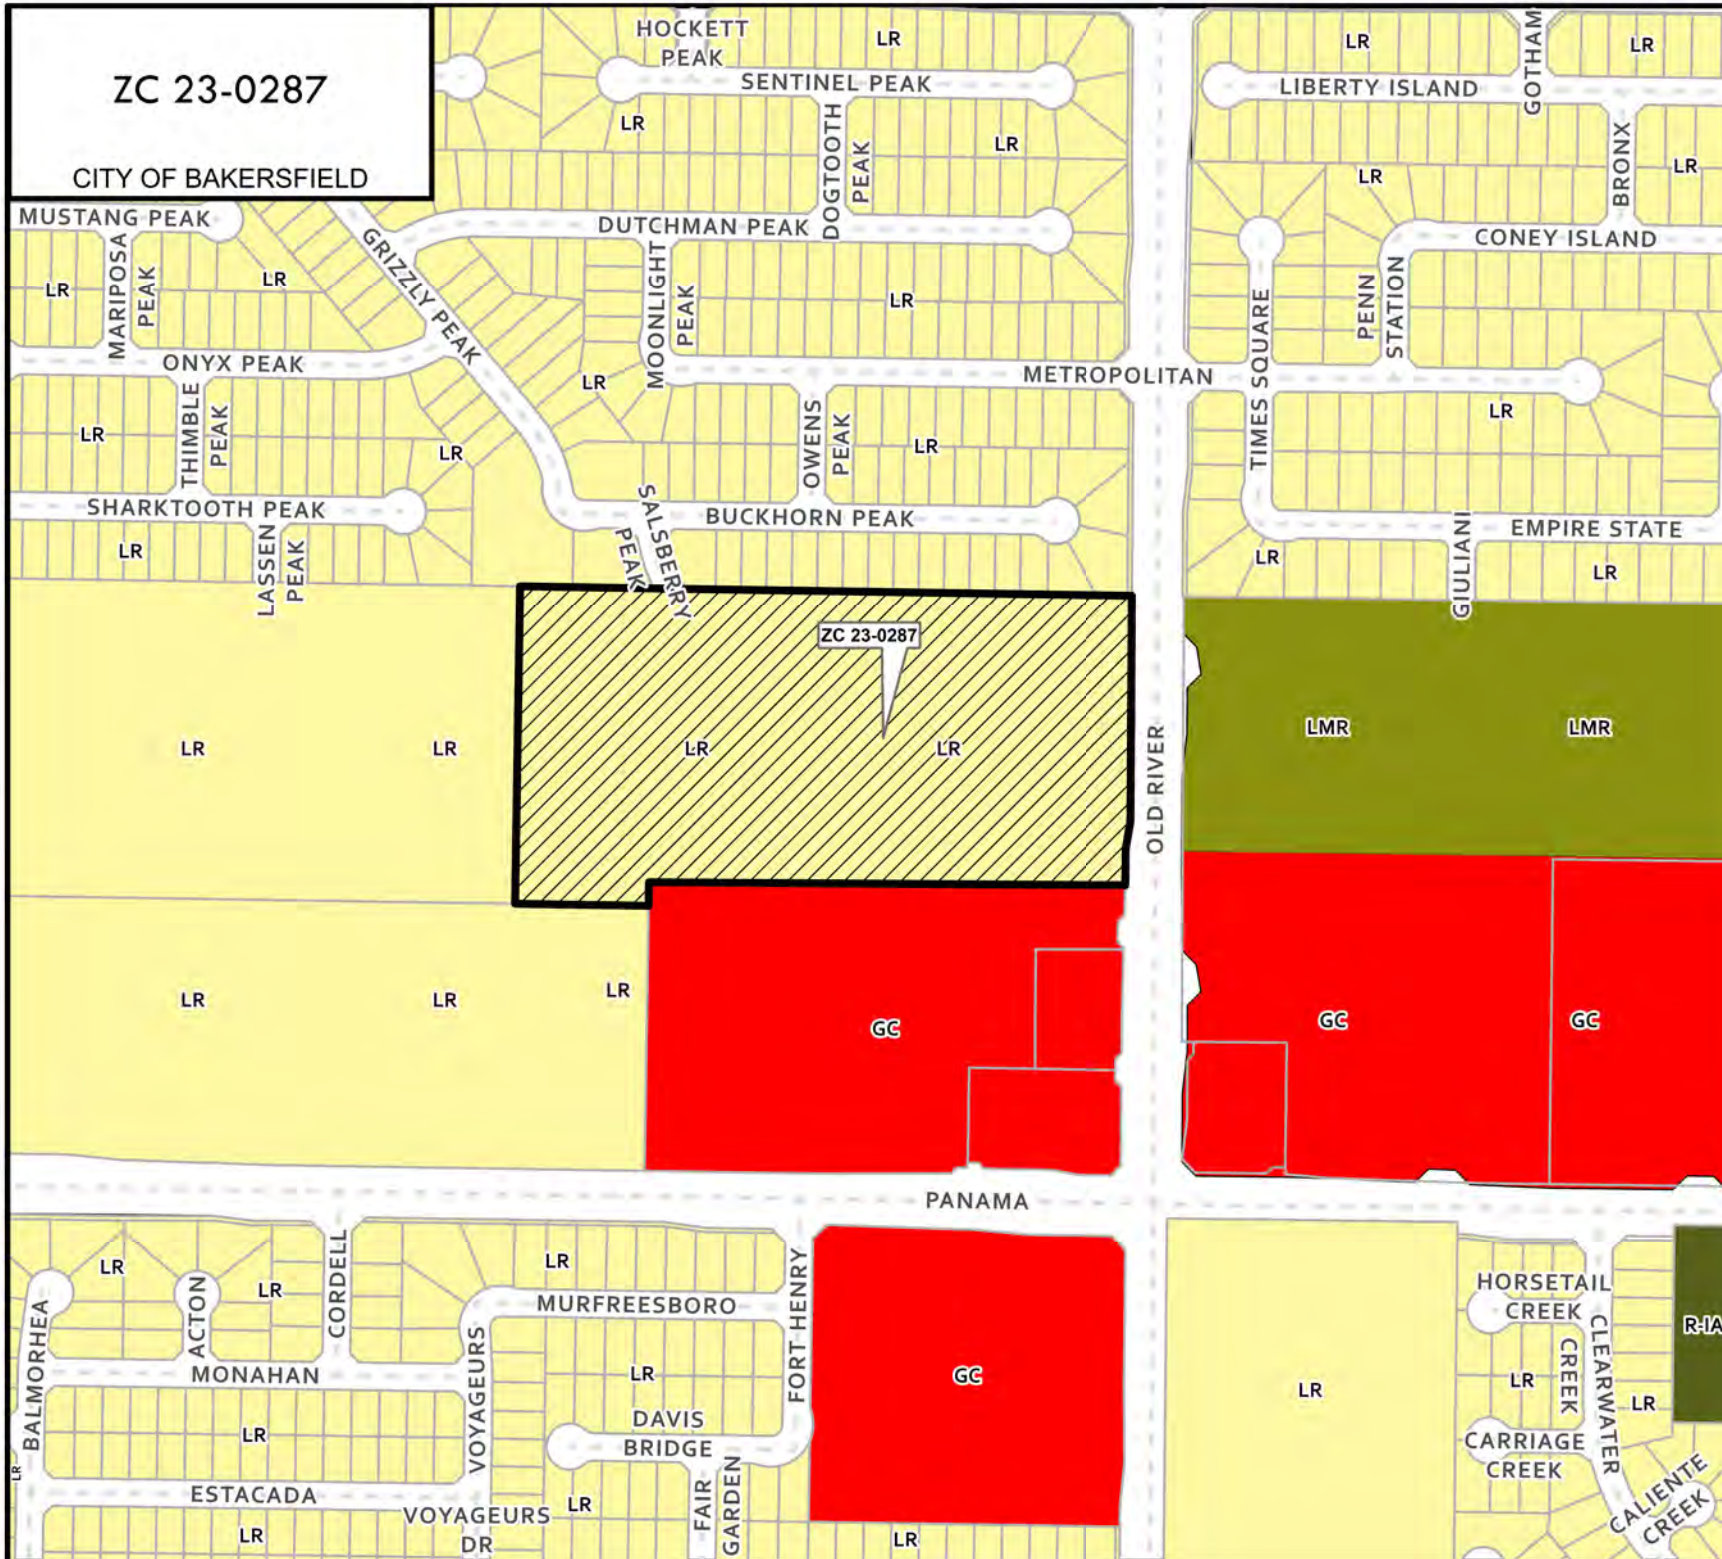 ZC 23-0287
CITY OF BAKERSFIELD
HOCKETT
PEAK
LR
LR
GOTHAM
LR
SENTINEL PEAK
LIBERTY ISLAND
LR
DOGTOOTH
PEAK
LR
BRONX
LR
LR
MUSTANG PEAK
DUTCHMAN PEAK
CONEY ISLAND
GRIZZLY PEAK
MARIPOSA
PEAK
LR
LR
MOONLIGHT
PEAK
LR
PENN
STATION
TIMES SQUARE
ONYX PEAK
METROPOLITAN
LR
LR
THIMBLE
PEAK
LR
LR
OWENS
PEAK
LR
SHARKTOOTH PEAK
SALSBERRY
PEAK
BUCKHORN PEAK
EMPIRE STATE
LR
LASSEN
PEAK
LR
GIULIANI
LR
ZC 23-0287
LR
LR
LR
LR
LMR
LMR
OLD RIVER
LR
LR
LR
GC
GC
GC
PANAMA
LR
LR
ACTON
CORDELL
LR
MURFREESBORO
FORT HENRY
HORSETAIL
CREEK
R-IA
BALMORHEA
MONAHAN
VOYAGEURS
LR
GC
LR
LR
CREEK
CLEARWATER
LR
DAVIS
BRIDGE
LR
CARRIAGE
CREEK
LR
ESTACADA
VOYAGEURS
DR
LR
FAIR
GARDEN
LR
LR
CALIENTE
CREEK